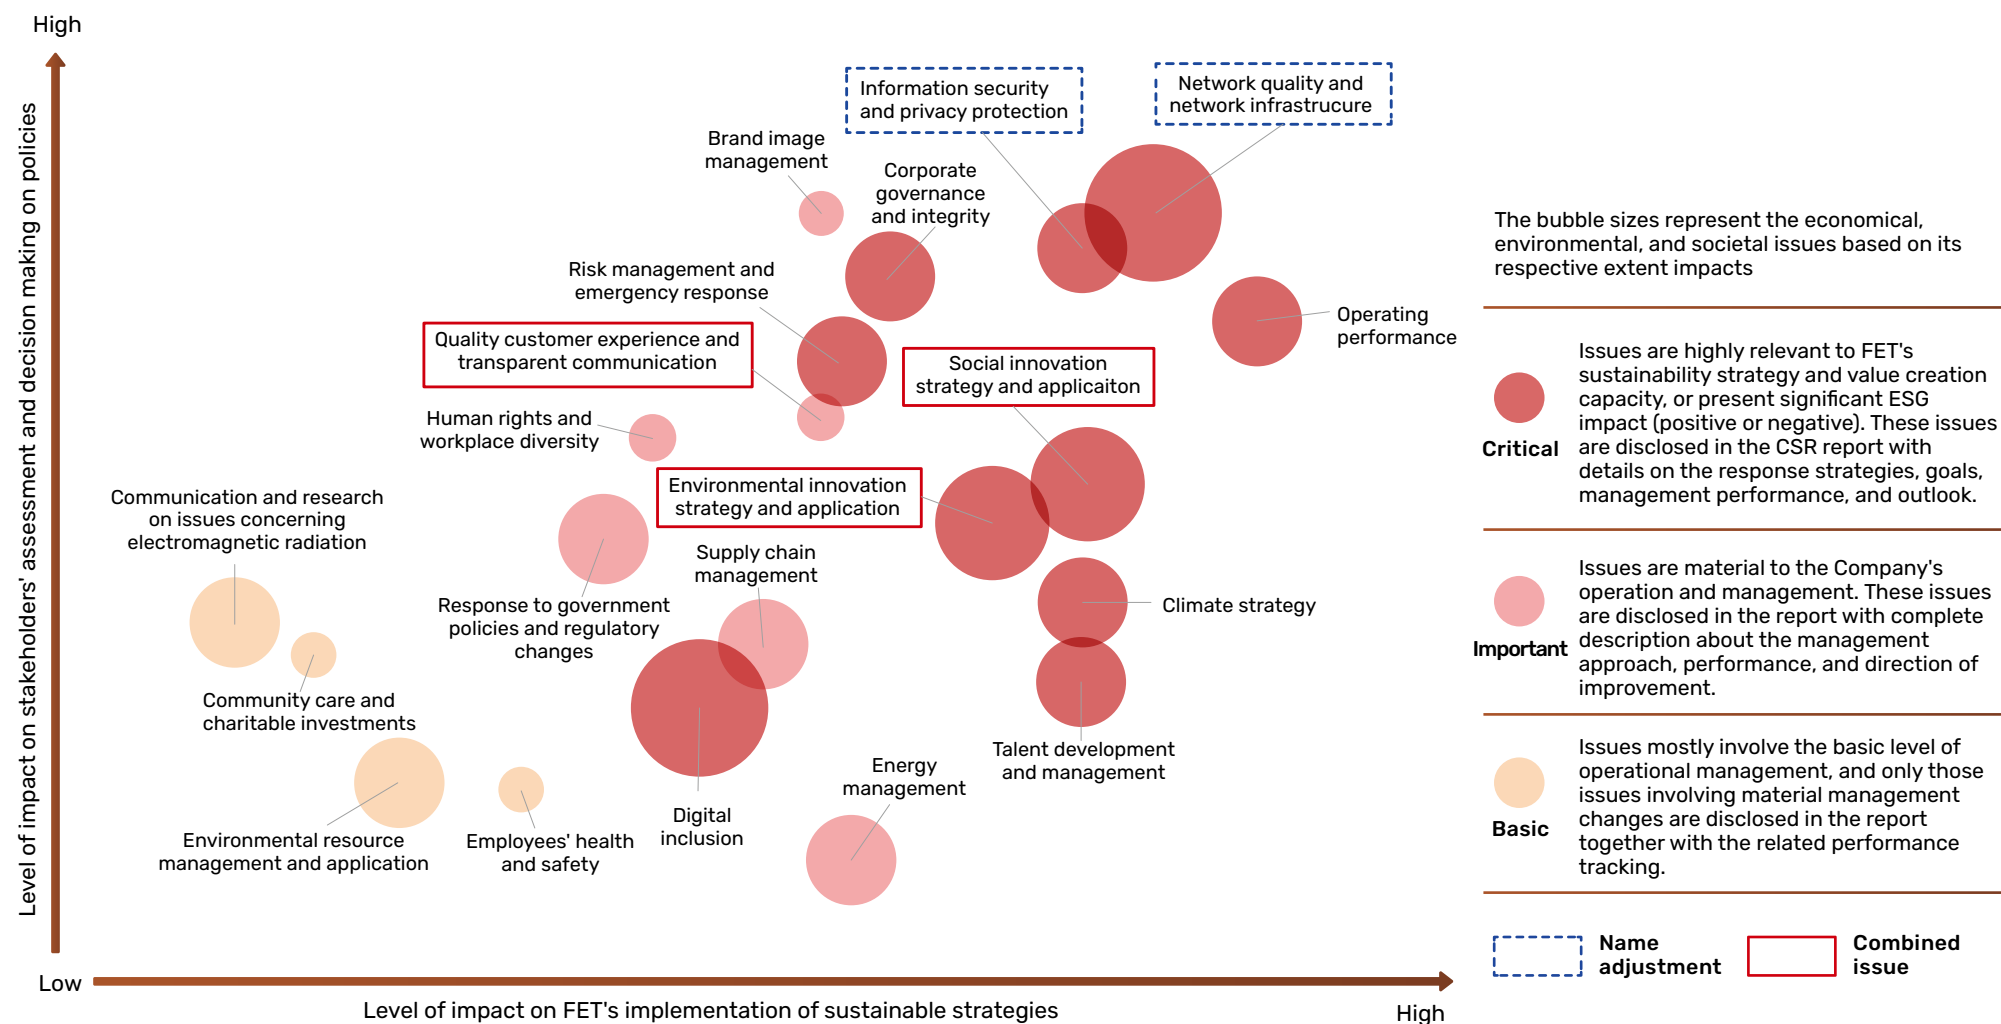 High
Level of impact on stakeholders' assessment and decision making on policies
Low
Level of impact on FET's implementation of sustainable strategies
High
Information security
and privacy protection
Network quality and
network infrastrucure
Brand image
management
Corporate
governance
and integrity
Risk management and
emergency response
Operating
performance
Quality customer experience and
transparent communication
Social innovation
strategy and applicaiton
Human rights and
workplace diversity
Environmental innovation
strategy and application
Communication and research
on issues concerning
electromagnetic radiation
Supply chain
management
Response to government
policies and regulatory
changes
Climate strategy
Community care and
charitable investments
Talent development
and management
Energy
management
Digital
inclusion
Environmental resource
management and application
Employees' health
and safety
The bubble sizes represent the economical,
environmental, and societal issues based on its
respective extent impacts
Critical
Issues are highly relevant to FET's
sustainability strategy and value creation
capacity, or present significant ESG
impact (positive or negative). These issues
are disclosed in the CSR report with
details on the response strategies, goals,
management performance, and outlook.
Important
Issues are material to the Company's
operation and management. These issues
are disclosed in the report with complete
description about the management
approach, performance, and direction of
improvement.
Basic
Issues mostly involve the basic level of
operational management, and only those
issues involving material management
changes are disclosed in the report
together with the related performance
tracking.
Name
adjustment
Combined
issue